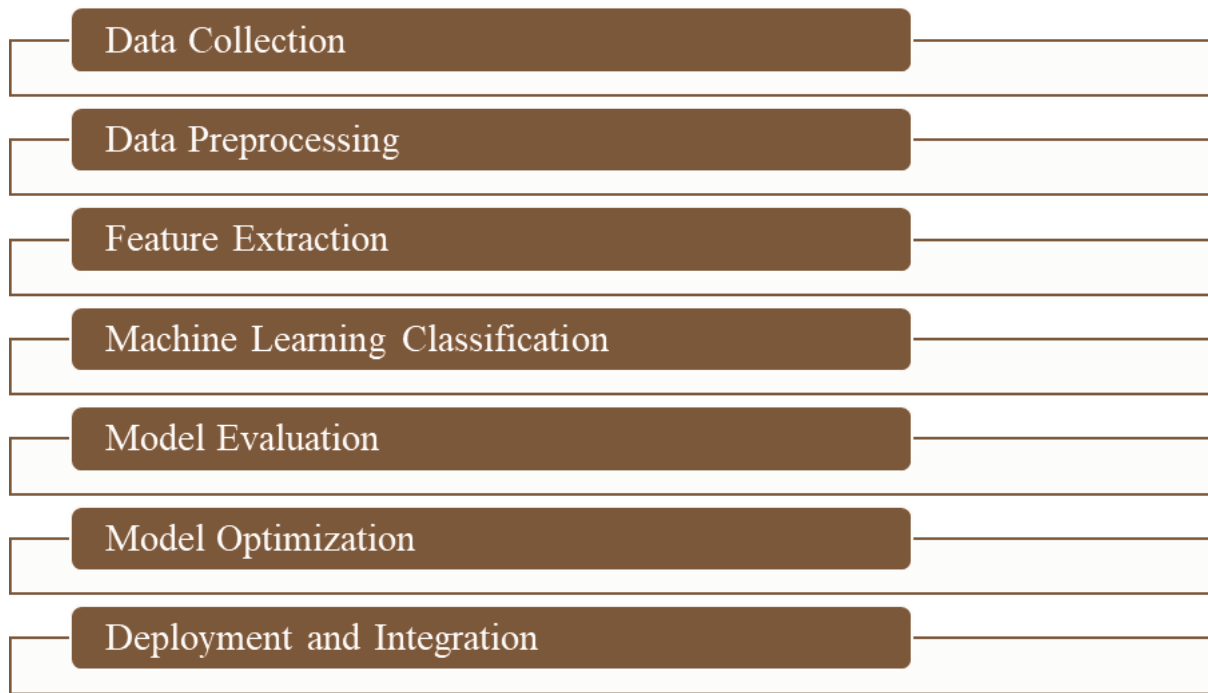 Data Collection
Data Preprocessing
Feature Extraction
Machine Learning Classification
Model Evaluation
Model Optimization
Deployment and Integration